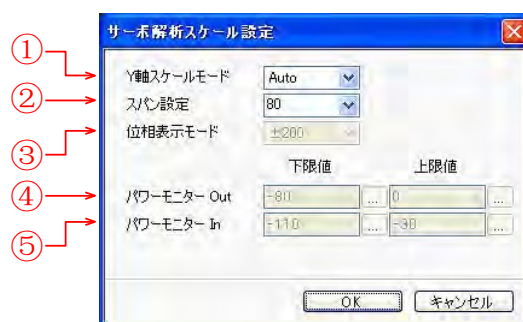 サーボ解析スケール設定
① Y軸スケールモード Auto
② スパン設定 80
③ 位相表示モード ±200
下限値 上限値
④ パワーモニター Out -80 ... 0 ...
⑤ パワーモニター In -110 ... -30 ...
OK キャンセル